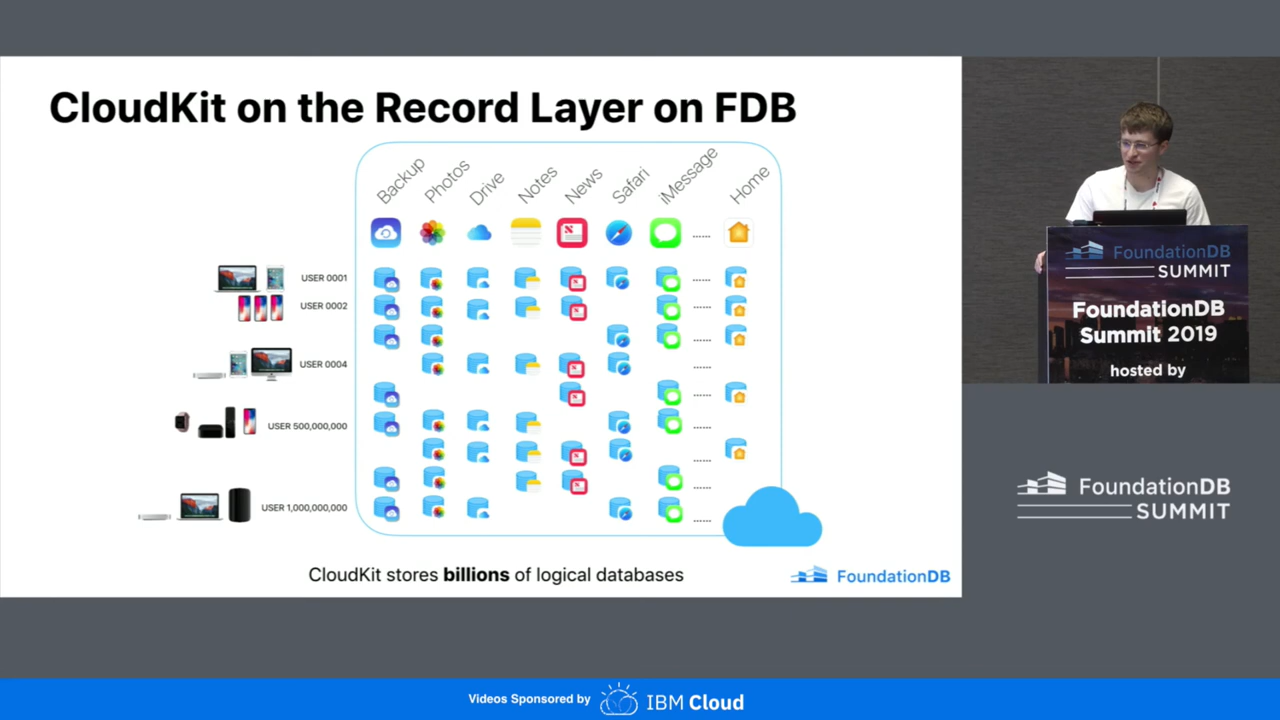 CloudKit on the Record Layer on FDB
Backup
Photos
Drive
Notes
News
Safari
iMessage
......
Home
USER 0001
......
USER 0002
......
......
USER 0004
......
......
USER 500,000,000
......
......
......
USER 1,000,000,000
......
CloudKit stores billions of logical databases
FoundationDB
FoundationDB
SUMMIT
FoundationDB
Summit 2019
hosted by
FoundationDB
SUMMIT
Videos Sponsored by
IBM Cloud